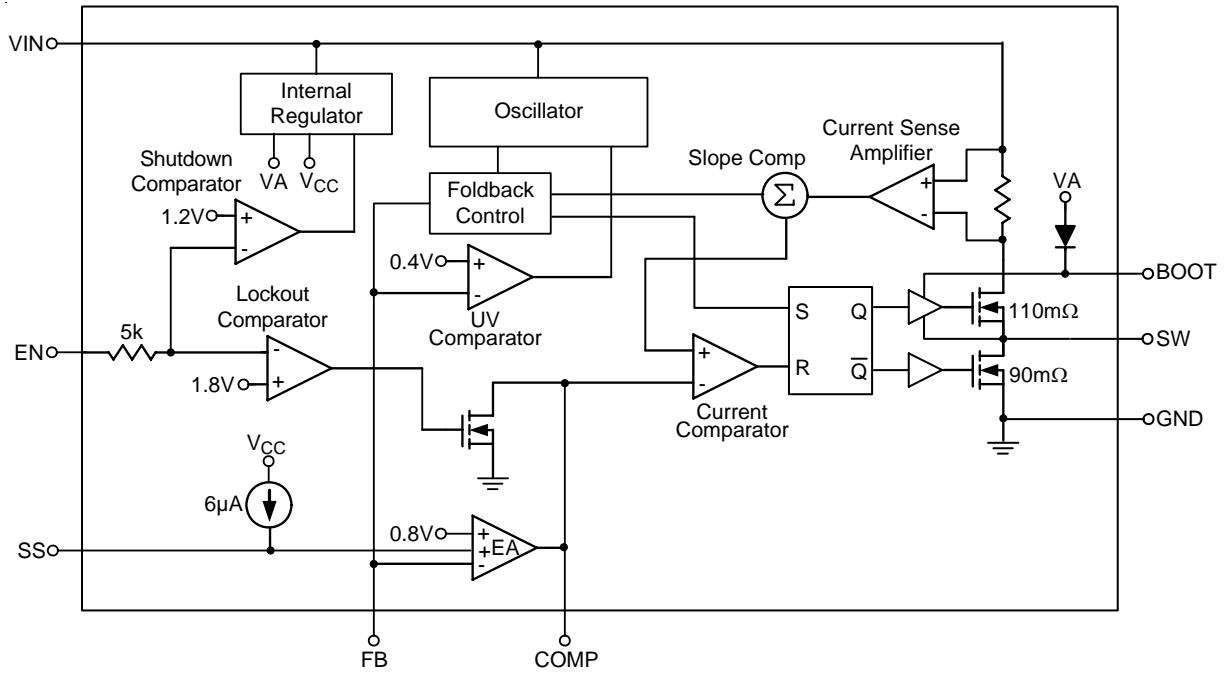 VIN
Internal
Regulator
Oscillator
Current Sense
Amplifier
Shutdown
Comparator
VA
VCC
Slope Comp
Foldback
Control
Σ
+
-
VA
1.2V
+
-
0.4V
+
-
UV
Comparator
BOOT
Lockout
Comparator
S
Q
110mΩ
5k
EN
-
+
1.8V
SW
+
-
R
Q
90mΩ
Current
Comparator
GND
VCC
6µA
0.8V
+
+
-
EA
SS
FB
COMP